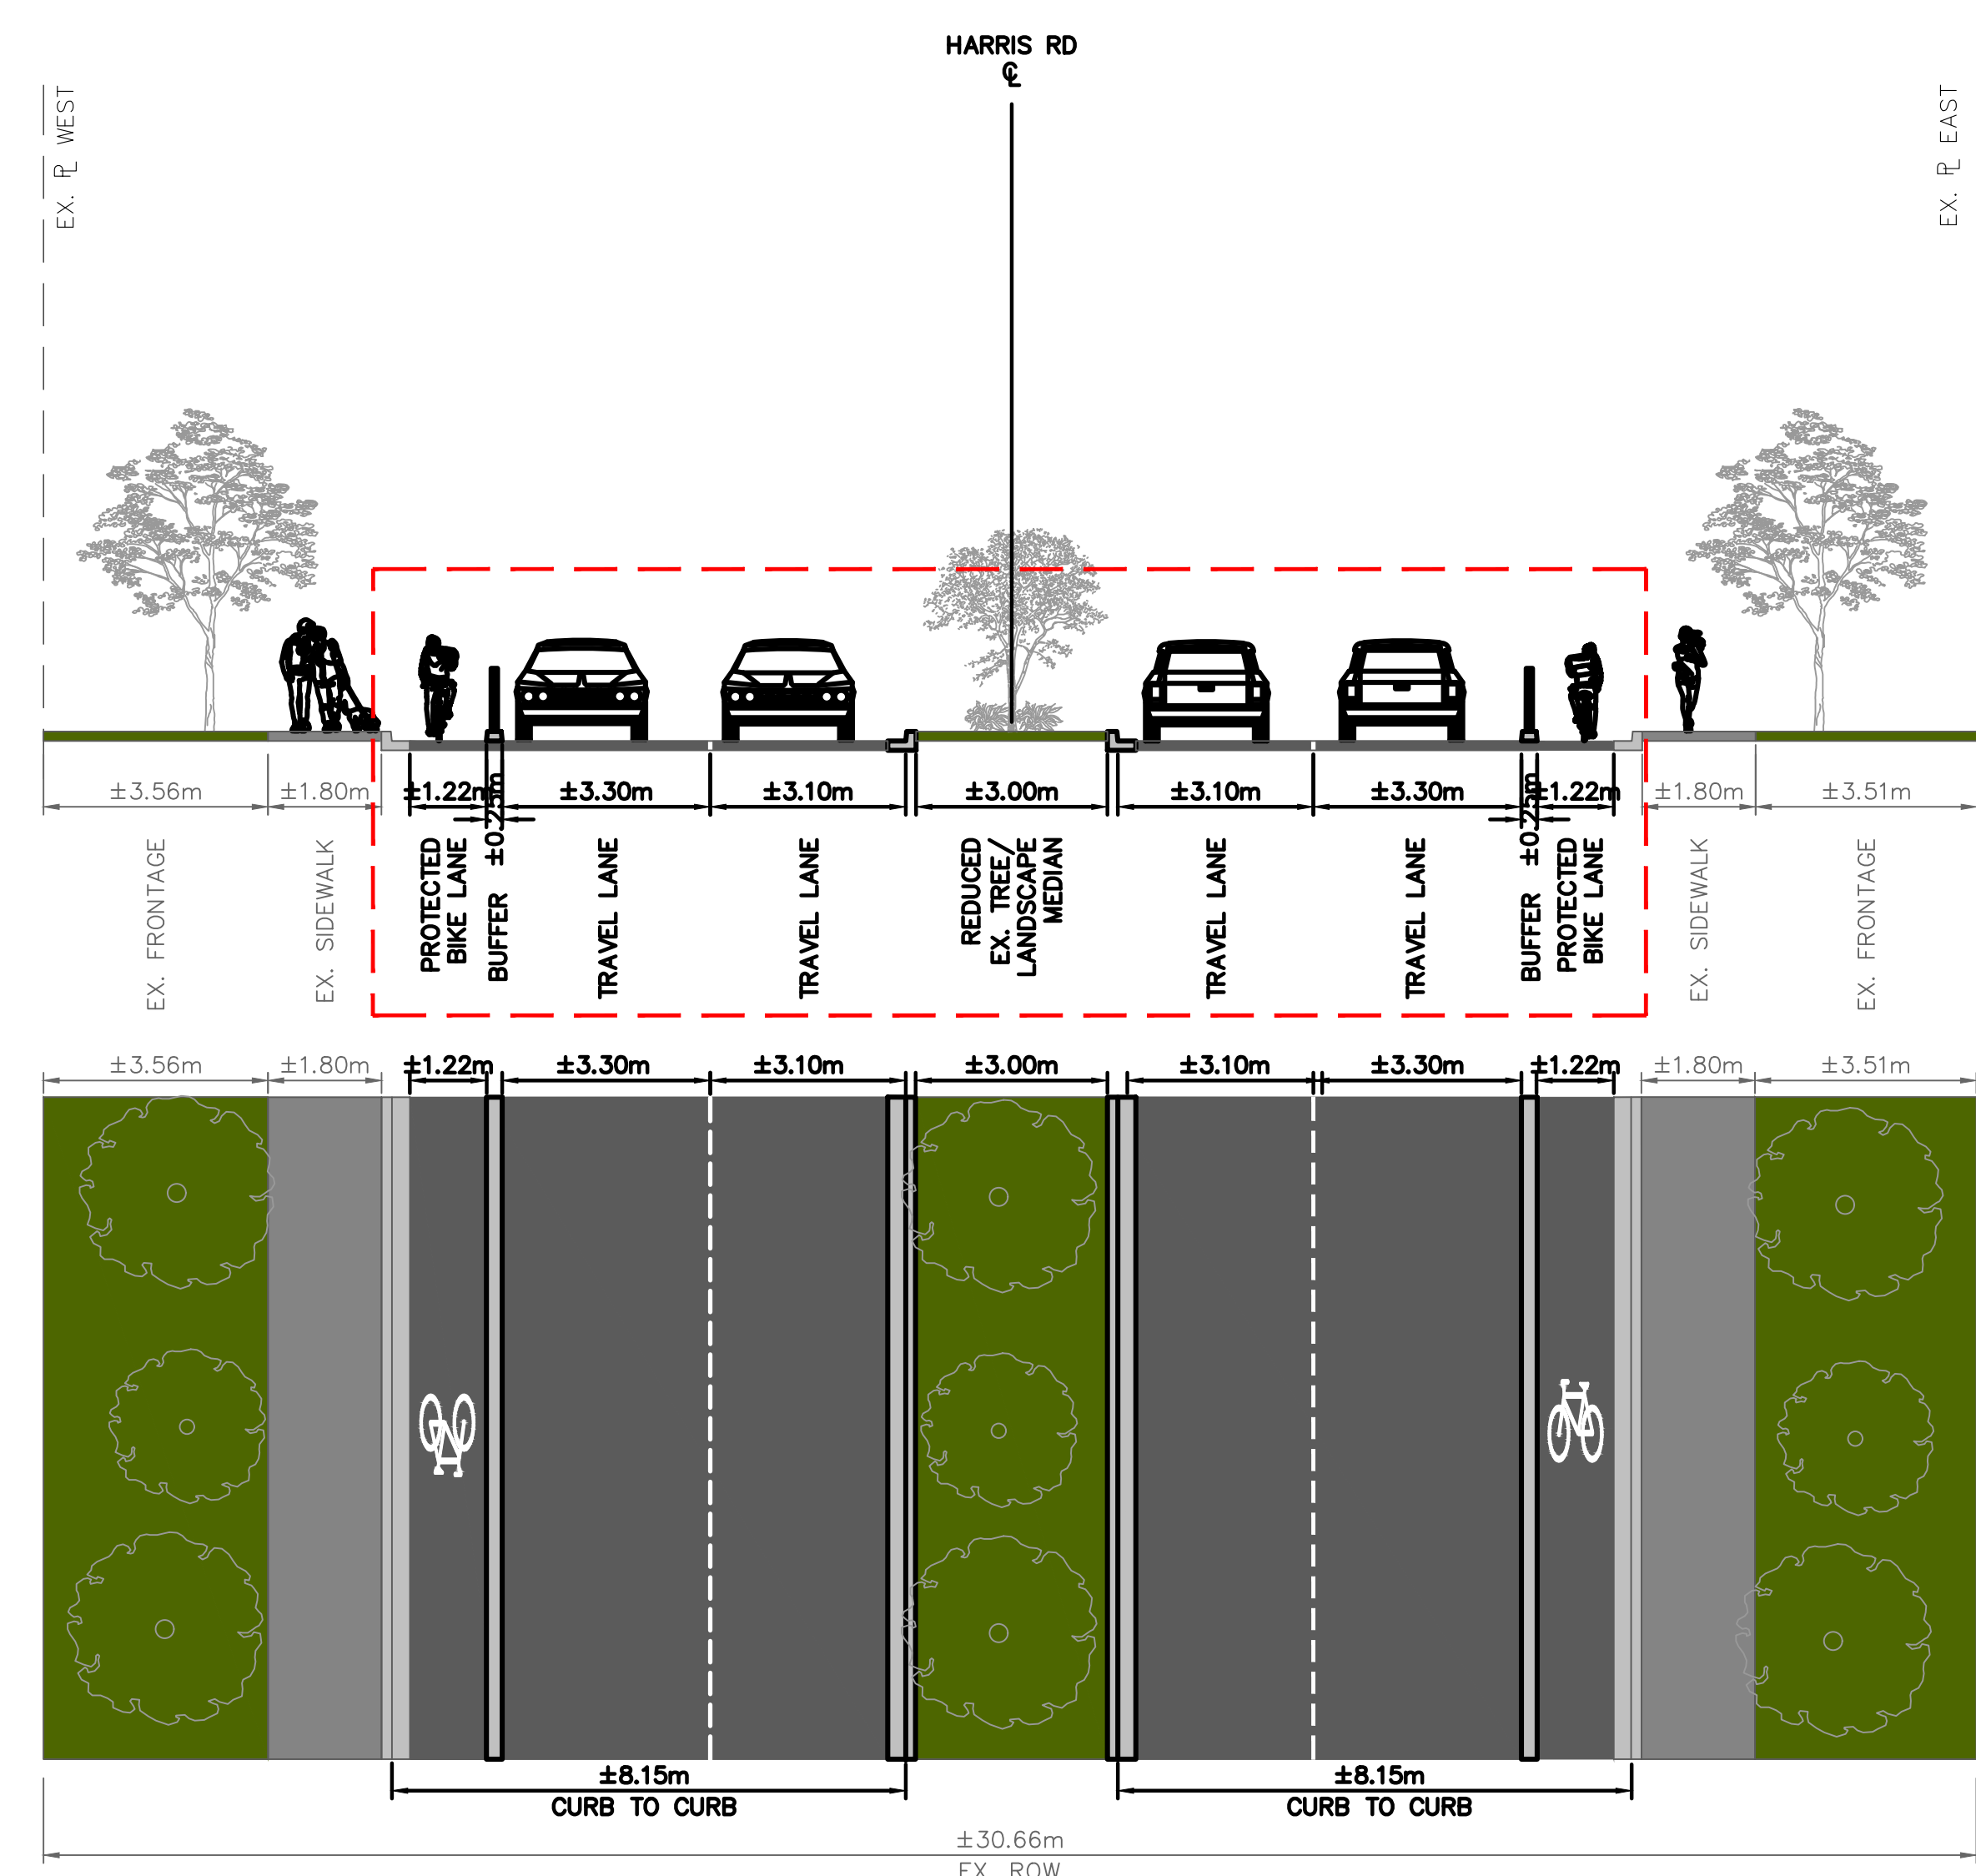 HARRIS RD
℄
EX. ⅊ WEST
EX. ⅊ EAST
±3.56m
±1.80m
±1.22m
±0.25m
±3.30m
±3.10m
±3.00m
±3.10m
±3.30m
±0.25m
±1.22m
±1.80m
±3.51m
EX. FRONTAGE
EX. SIDEWALK
PROTECTED
BIKE LANE
BUFFER
TRAVEL LANE
TRAVEL LANE
REDUCED
EX. TREE/
LANDSCAPE
MEDIAN
TRAVEL LANE
TRAVEL LANE
BUFFER
PROTECTED
BIKE LANE
EX. SIDEWALK
EX. FRONTAGE
±3.56m
±1.80m
±1.22m
±3.30m
±3.10m
±3.00m
±3.10m
±3.30m
±1.22m
±1.80m
±3.51m
±8.15m
CURB TO CURB
±8.15m
CURB TO CURB
±30.66m
EX. ROW